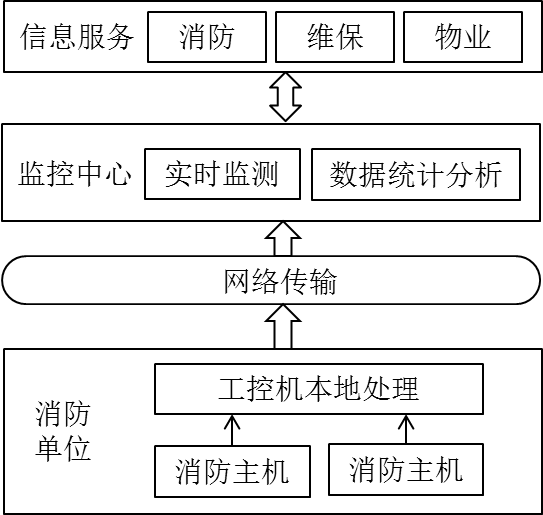 信息服务 消防 维保 物业
监控中心 实时监测 数据统计分析
网络传输
工控机本地处理
消防
单位
消防主机 消防主机